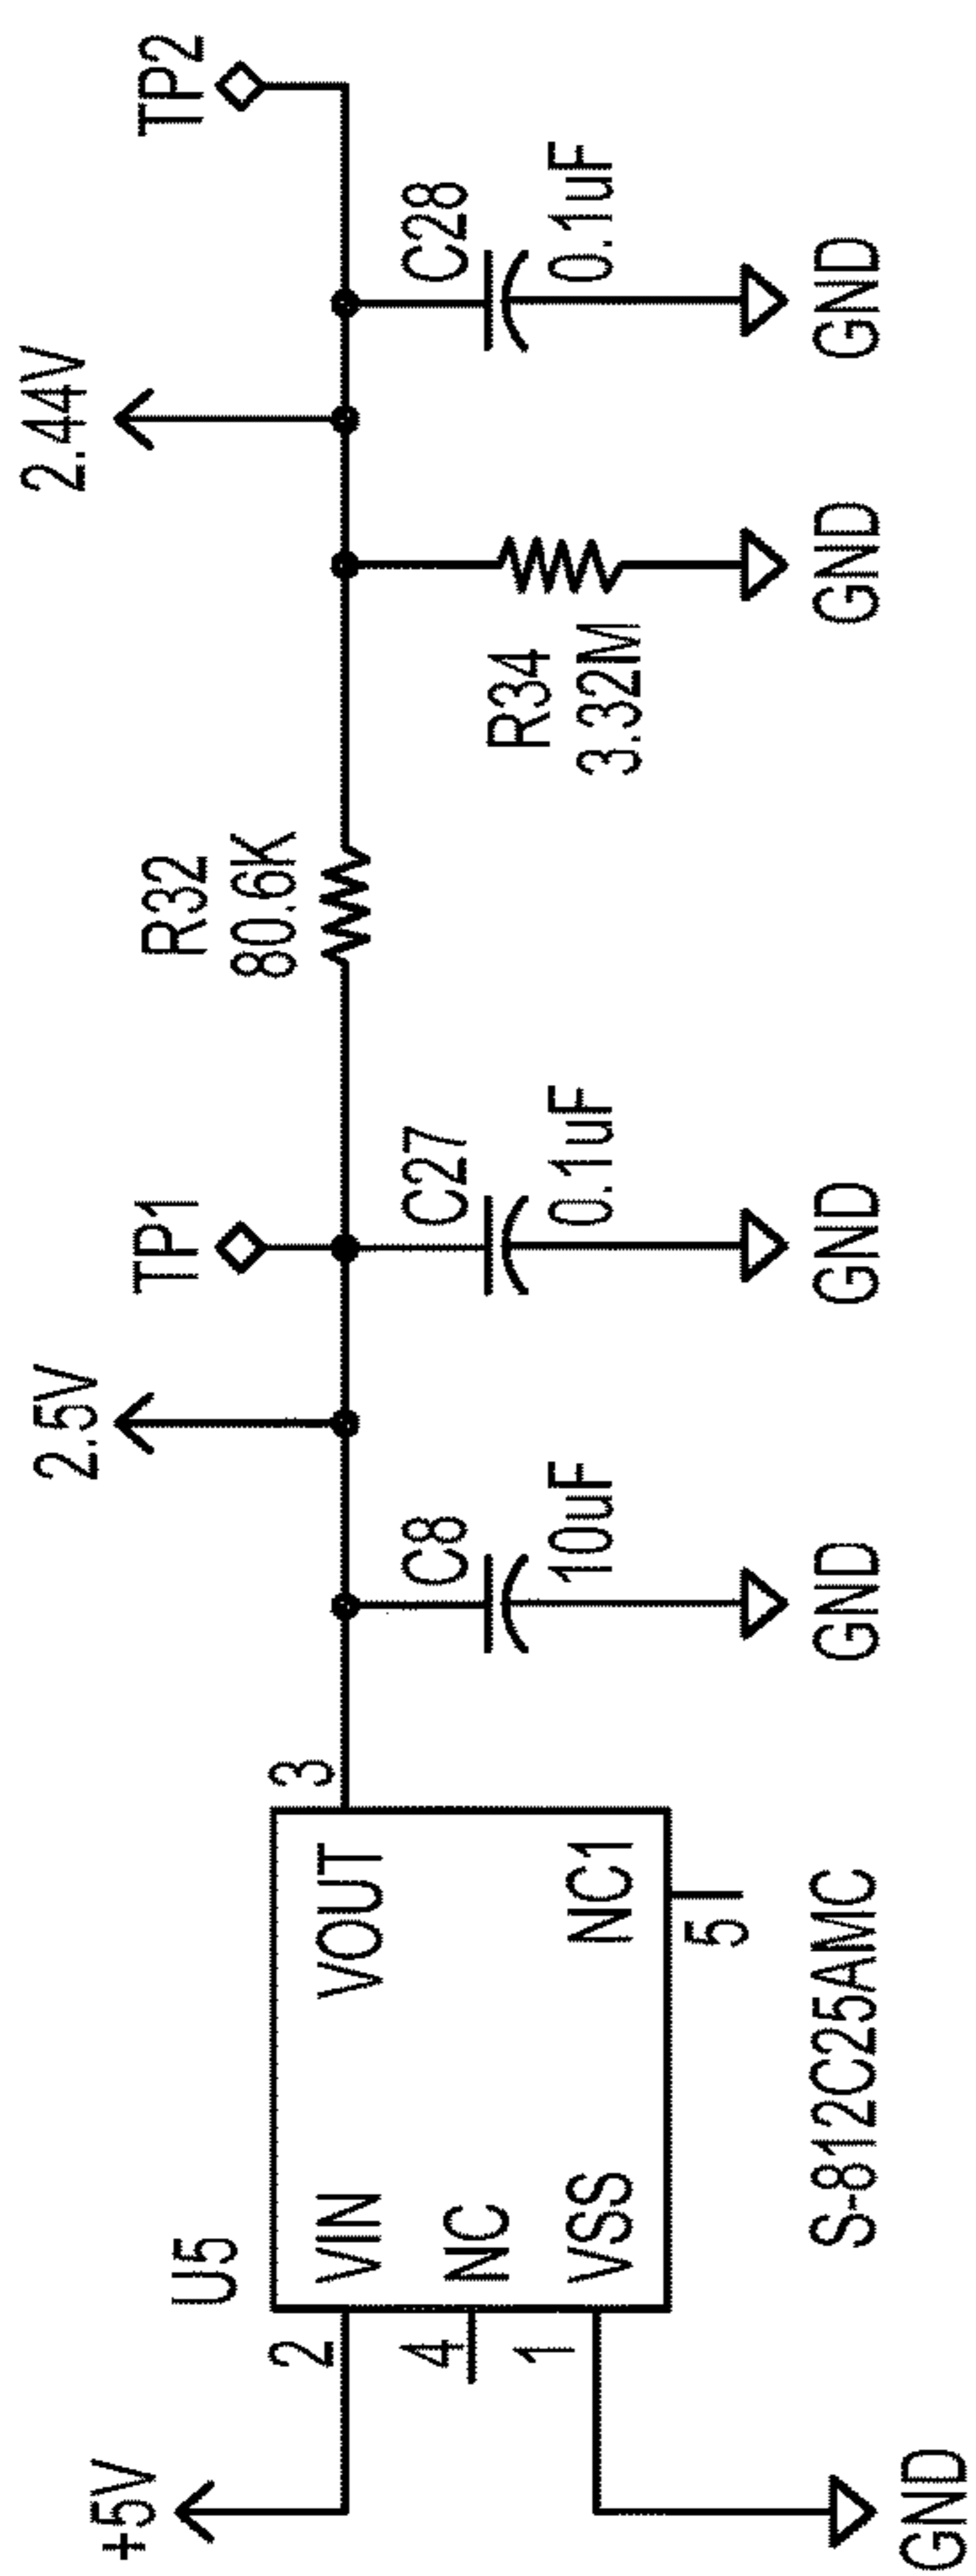 +5V
U5
2
VIN
4
NC
1
VSS
GND
VOUT
3
NC1
5
S-812C25AMC
C8
10uF
GND
2.5V
TP1
C27
0.1uF
GND
R32
80.6K
R34
3.32M
GND
2.44V
C28
0.1uF
GND
TP2